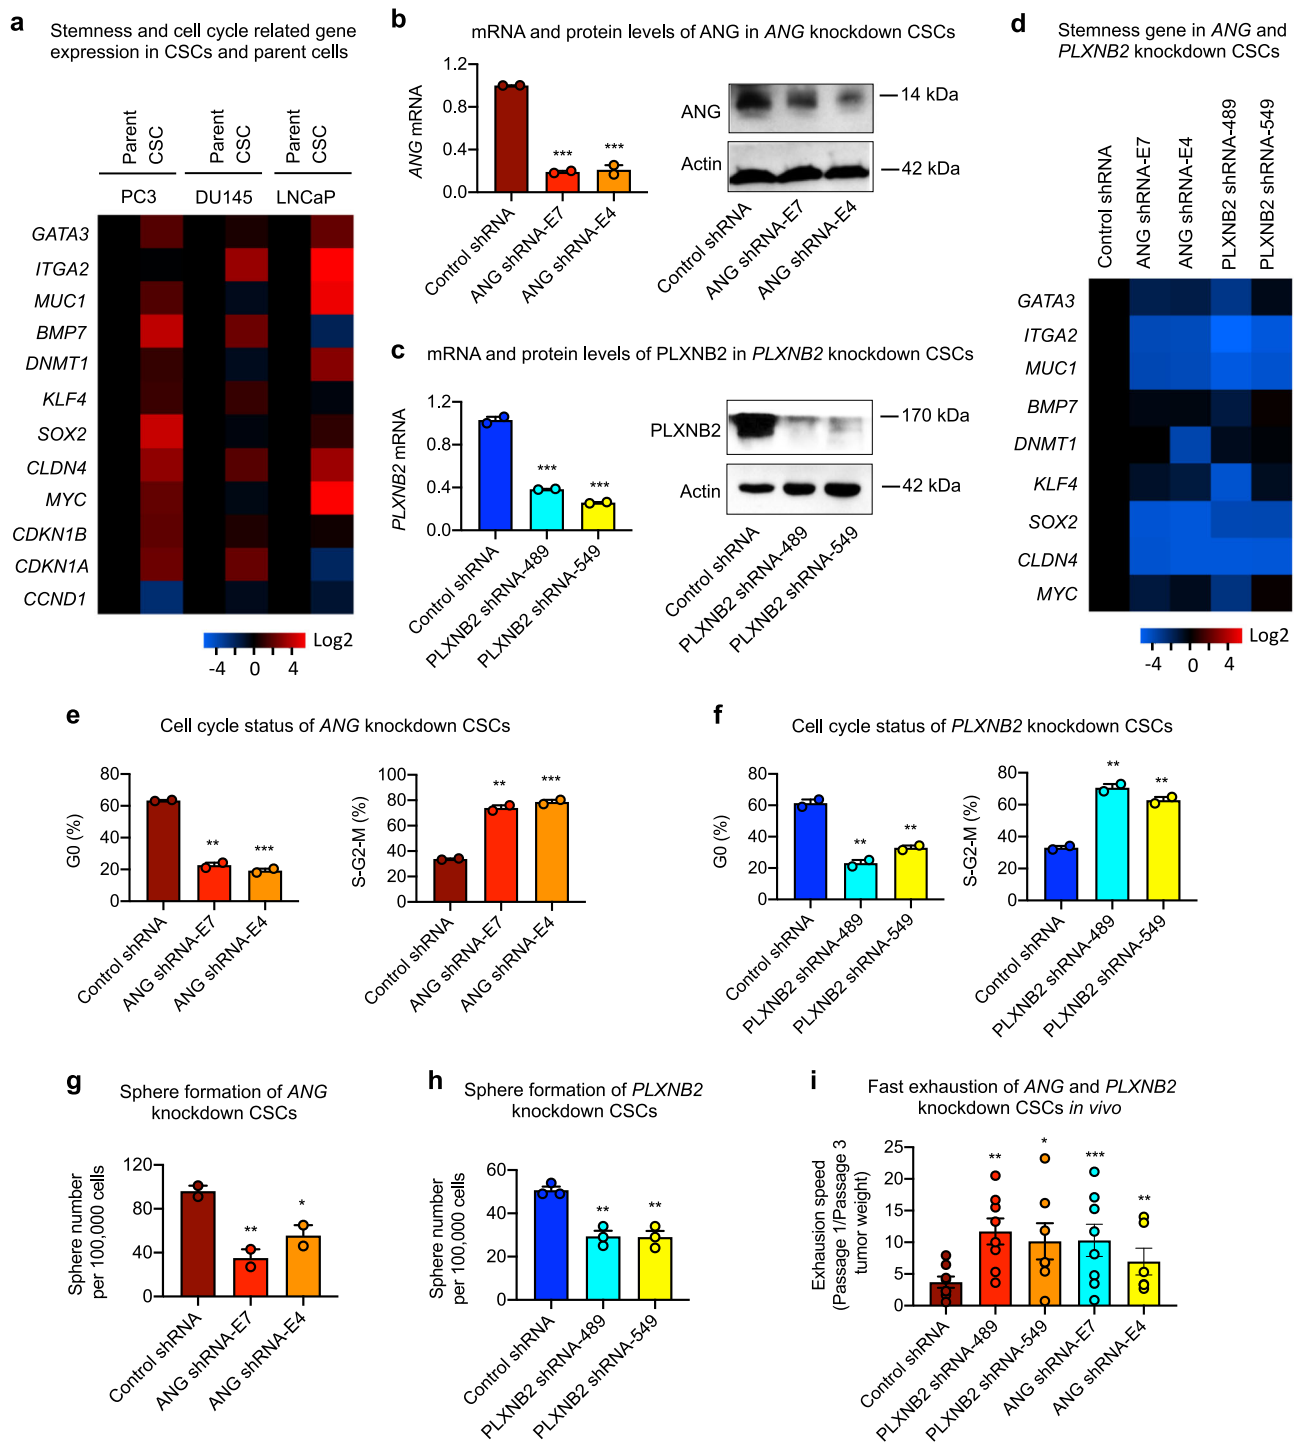 a
Stemness and cell cycle related gene
expression in CSCs and parent cells
Parent
CSC
Parent
CSC
Parent
CSC
PC3
DU145
LNCaP
GATA3
ITGA2
MUC1
BMP7
DNMT1
KLF4
SOX2
CLDN4
MYC
CDKN1B
CDKN1A
CCND1
Log2
-4 0 4
b
mRNA and protein levels of ANG in ANG knockdown CSCs
ANG mRNA
1.2
0.8
0.4
0.0
***
***
Control shRNA
ANG shRNA-E7
ANG shRNA-E4
ANG
14 kDa
Actin
42 kDa
Control shRNA
ANG shRNA-E7
ANG shRNA-E4
c
mRNA and protein levels of PLXNB2 in PLXNB2 knockdown CSCs
PLXNB2 mRNA
1.2
0.8
0.4
0.0
***
***
Control shRNA
PLXNB2 shRNA-489
PLXNB2 shRNA-549
PLXNB2
170 kDa
Actin
42 kDa
Control shRNA
PLXNB2 shRNA-489
PLXNB2 shRNA-549
d
Stemness gene in ANG and
PLXNB2 knockdown CSCs
Control shRNA
ANG shRNA-E7
ANG shRNA-E4
PLXNB2 shRNA-489
PLXNB2 shRNA-549
GATA3
ITGA2
MUC1
BMP7
DNMT1
KLF4
SOX2
CLDN4
MYC
Log2
-4 0 4
e
Cell cycle status of ANG knockdown CSCs
G0 (%)
80
60
40
20
0
**
***
Control shRNA
ANG shRNA-E7
ANG shRNA-E4
S-G2-M (%)
100
80
60
40
20
0
**
***
Control shRNA
ANG shRNA-E7
ANG shRNA-E4
f
Cell cycle status of PLXNB2 knockdown CSCs
G0 (%)
80
60
40
20
0
**
**
Control shRNA
PLXNB2 shRNA-489
PLXNB2 shRNA-549
S-G2-M (%)
80
60
40
20
0
**
**
Control shRNA
PLXNB2 shRNA-489
PLXNB2 shRNA-549
g
Sphere formation of ANG
knockdown CSCs
Sphere number
per 100,000 cells
120
80
40
0
**
*
Control shRNA
ANG shRNA-E7
ANG shRNA-E4
h
Sphere formation of PLXNB2
knockdown CSCs
Sphere number
per 100,000 cells
60
40
20
0
**
**
Control shRNA
PLXNB2 shRNA-489
PLXNB2 shRNA-549
i
Fast exhaustion of ANG and PLXNB2
knockdown CSCs in vivo
Exhausion speed
(Passage 1/Passage 3
tumor weight)
25
20
15
10
5
0
**
*
***
**
Control shRNA
PLXNB2 shRNA-489
PLXNB2 shRNA-549
ANG shRNA-E7
ANG shRNA-E4